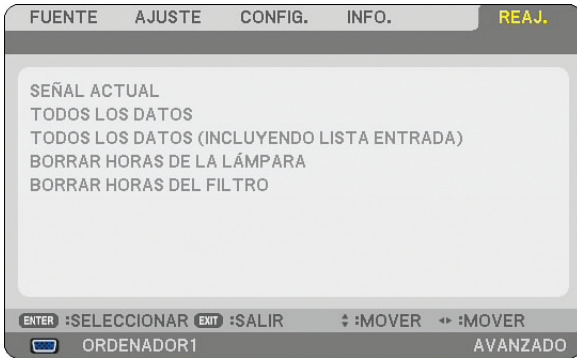 FUENTE AJUSTE CONFIG. INFO. REAJ.
SEÑAL ACTUAL
TODOS LOS DATOS
TODOS LOS DATOS (INCLUYENDO LISTA ENTRADA)
BORRAR HORAS DE LA LÁMPARA
BORRAR HORAS DEL FILTRO
ENTER :SELECCIONAR EXIT :SALIR :MOVER :MOVER
ORDENADOR1 AVANZADO